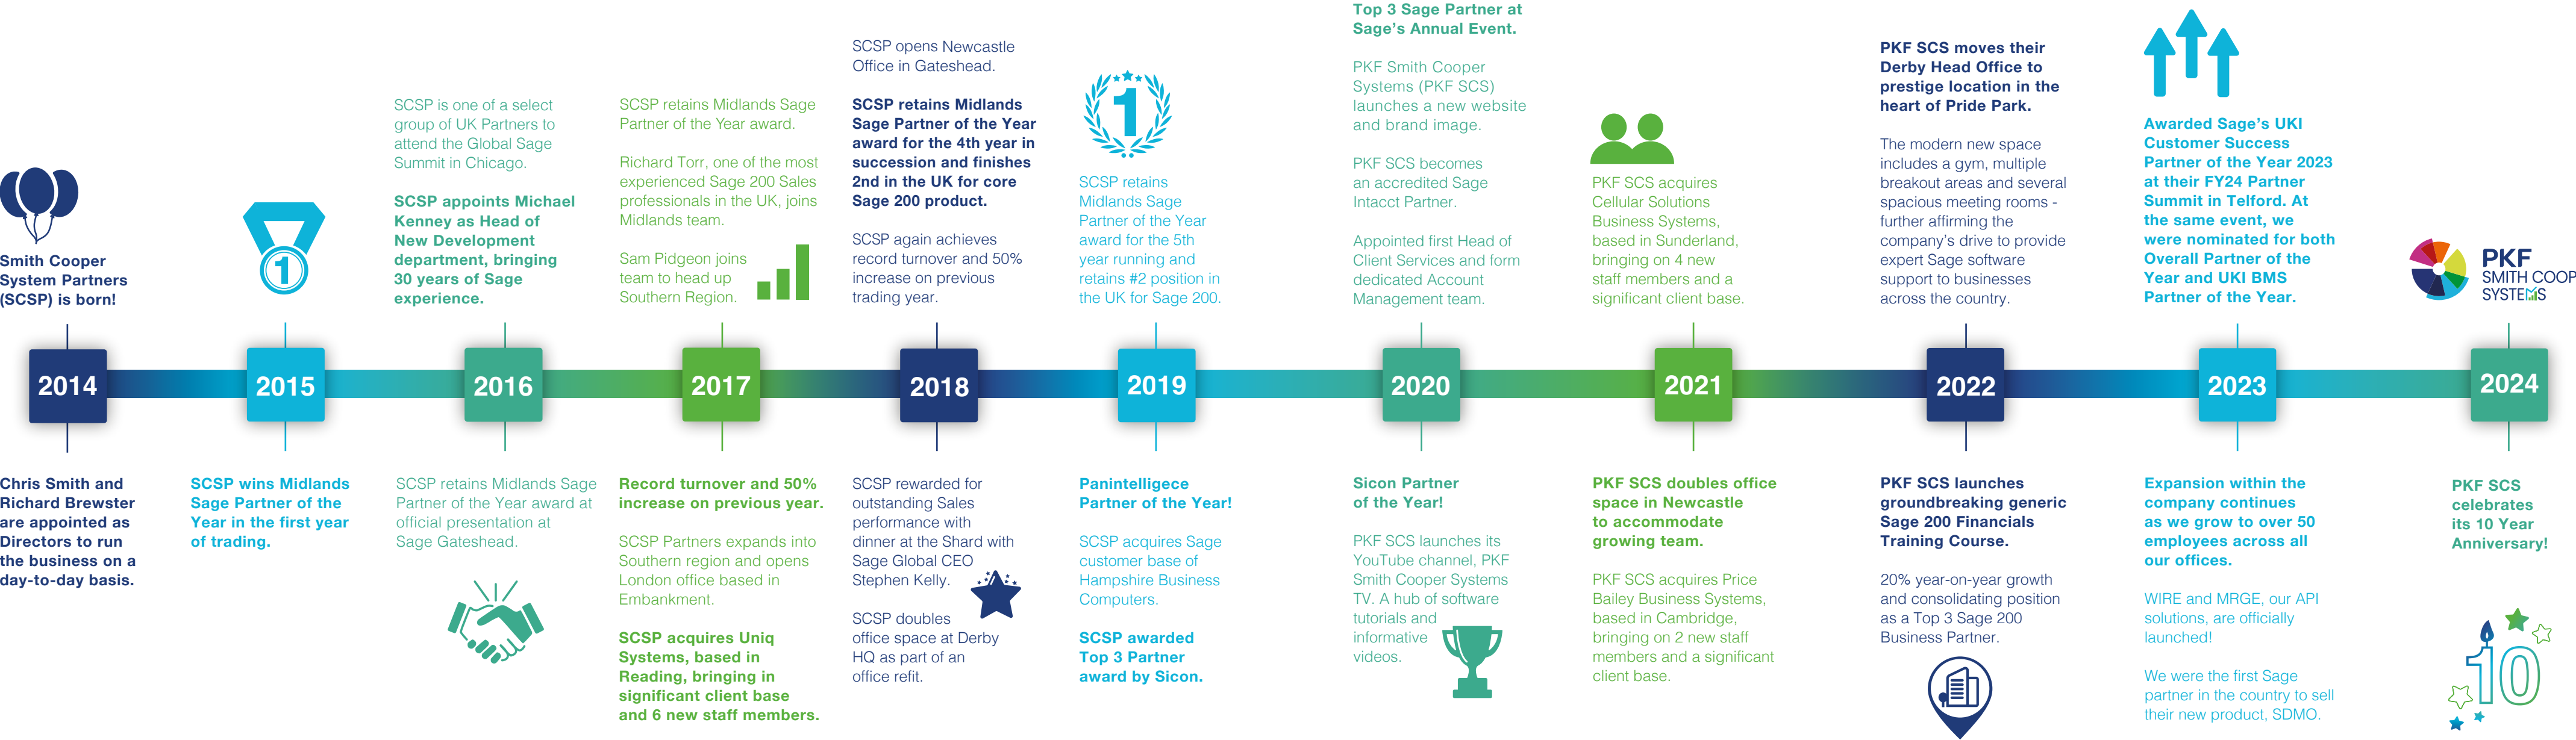 Smith Cooper
System Partners
(SCSP) is born!
2014
Chris Smith and
Richard Brewster
are appointed as
Directors to run
the business on a
day-to-day basis.
1
2015
SCSP wins Midlands
Sage Partner of the
Year in the first year
of trading.
SCSP is one of a select
group of UK Partners to
attend the Global Sage
Summit in Chicago.
SCSP appoints Michael
Kenney as Head of
New Development
department, bringing
30 years of Sage
experience.
2016
SCSP retains Midlands Sage
Partner of the Year award at
official presentation at
Sage Gateshead.
SCSP retains Midlands Sage
Partner of the Year award.
Richard Torr, one of the most
experienced Sage 200 Sales
professionals in the UK, joins
Midlands team.
Sam Pidgeon joins
team to head up
Southern Region.
2017
Record turnover and 50%
increase on previous year.
SCSP Partners expands into
Southern region and opens
London office based in
Embankment.
SCSP acquires Uniq
Systems, based in
Reading, bringing in
significant client base
and 6 new staff members.
SCSP opens Newcastle
Office in Gateshead.
SCSP retains Midlands
Sage Partner of the Year
award for the 4th year in
succession and finishes
2nd in the UK for core
Sage 200 product.
SCSP again achieves
record turnover and 50%
increase on previous
trading year.
2018
SCSP rewarded for
outstanding Sales
performance with
dinner at the Shard with
Sage Global CEO
Stephen Kelly.
SCSP doubles
office space at Derby
HQ as part of an
office refit.
1
SCSP retains
Midlands Sage
Partner of the Year
award for the 5th
year running and
retains #2 position in
the UK for Sage 200.
2019
Panintelligece
Partner of the Year!
SCSP acquires Sage
customer base of
Hampshire Business
Computers.
SCSP awarded
Top 3 Partner
award by Sicon.
Top 3 Sage Partner at
Sage's Annual Event.
PKF Smith Cooper
Systems (PKF SCS)
launches a new website
and brand image.
PKF SCS becomes
an accredited Sage
Intacct Partner.
Appointed first Head of
Client Services and form
dedicated Account
Management team.
2020
Sicon Partner
of the Year!
PKF SCS launches its
YouTube channel, PKF
Smith Cooper Systems
TV. A hub of software
tutorials and
informative
videos.
PKF SCS acquires
Cellular Solutions
Business Systems,
based in Sunderland,
bringing on 4 new
staff members and a
significant client base.
2021
PKF SCS doubles office
space in Newcastle
to accommodate
growing team.
PKF SCS acquires Price
Bailey Business Systems,
based in Cambridge,
bringing on 2 new staff
members and a significant
client base.
PKF SCS moves their
Derby Head Office to
prestige location in the
heart of Pride Park.
The modern new space
includes a gym, multiple
breakout areas and several
spacious meeting rooms -
further affirming the
company's drive to provide
expert Sage software
support to businesses
across the country.
2022
PKF SCS launches
groundbreaking generic
Sage 200 Financials
Training Course.
20% year-on-year growth
and consolidating position
as a Top 3 Sage 200
Business Partner.
Awarded Sage's UKI
Customer Success
Partner of the Year 2023
at their FY24 Partner
Summit in Telford. At
the same event, we
were nominated for both
Overall Partner of the
Year and UKI BMS
Partner of the Year.
2023
Expansion within the
company continues
as we grow to over 50
employees across all
our offices.
WIRE and MRGE, our API
solutions, are officially
launched!
We were the first Sage
partner in the country to sell
their new product, SDMO.
PKF
SMITH COOP
SYSTEMS
2024
PKF SCS
celebrates
its 10 Year
Anniversary!
10